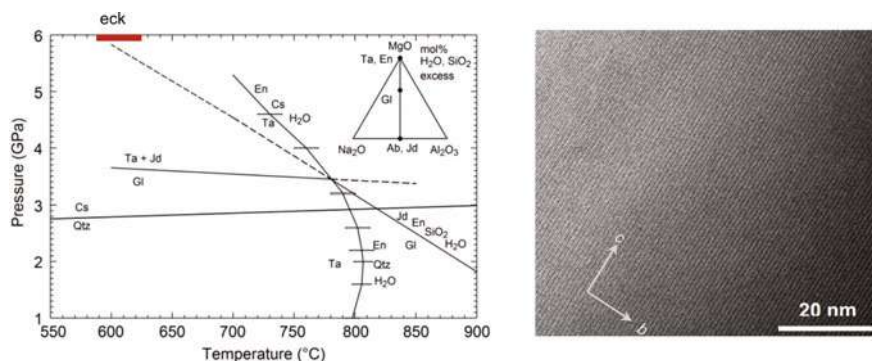 eck
6
5
4
3
2
1
Pressure (GPa)
550 600 650 700 750 800 850 900
Temperature (°C)
MgO
Ta, En
mol%
H₂O, SiO₂
excess
Gl
Na₂O
Ab, Jd
Al₂O₃
En
Cs
Ta
H₂O
Ta + Jd
Gl
Cs
Qtz
Jd
En
SiO₂
H₂O
Gl
Ta
En
Qtz
H₂O
c
b
20 nm